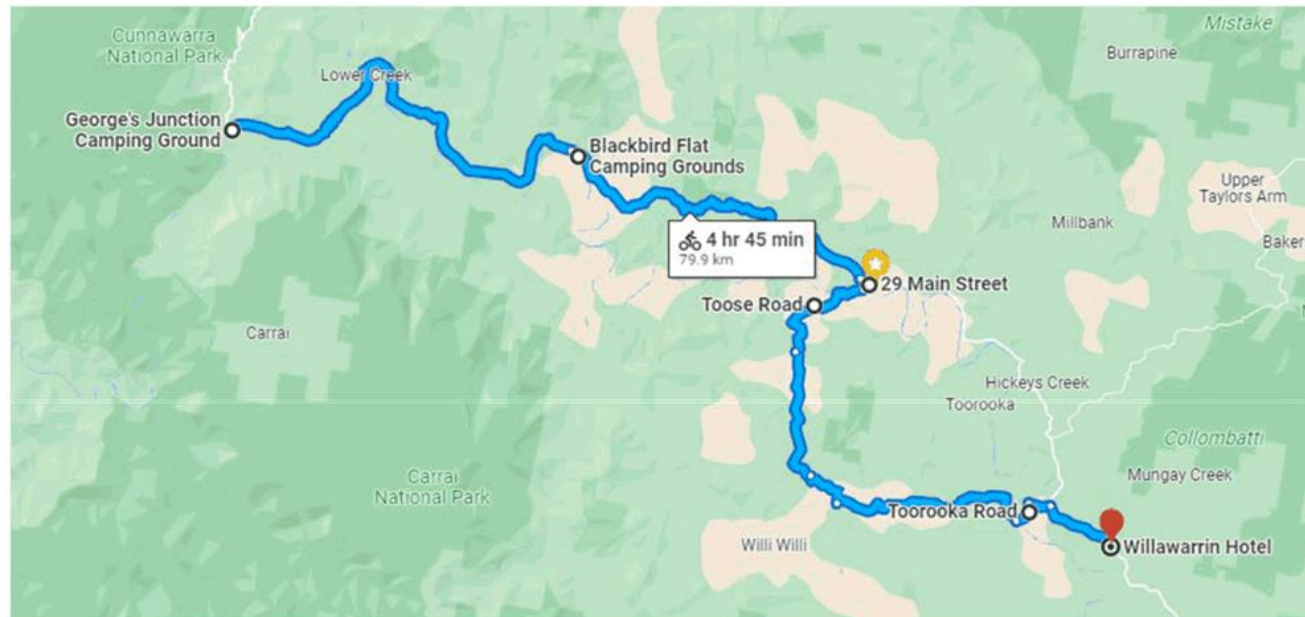 Mistake
Cunnawarra
National Park
Burrapine
Lower Creek
George's Junction
Camping Ground
Blackbird Flat
Camping Grounds
Upper
Taylors Arm
Millbank
4 hr 45 min
79.9 km
Baker
29 Main Street
Toose Road
Carrai
Hickeys Creek
Toorooka
Collombatti
Carrai
National Park
Mungay Creek
Toorooka Road
Willi Willi
Willawarrin Hotel